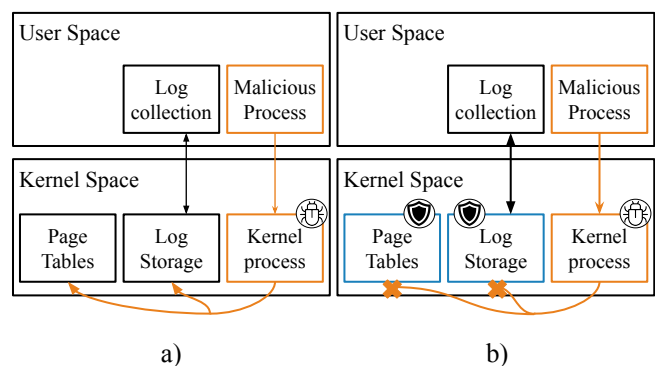 User Space
Log
collection
Malicious
Process
Kernel Space
Page
Tables
Log
Storage
Kernel
process
a)
User Space
Log
collection
Malicious
Process
Kernel Space
Page
Tables
Log
Storage
Kernel
process
b)